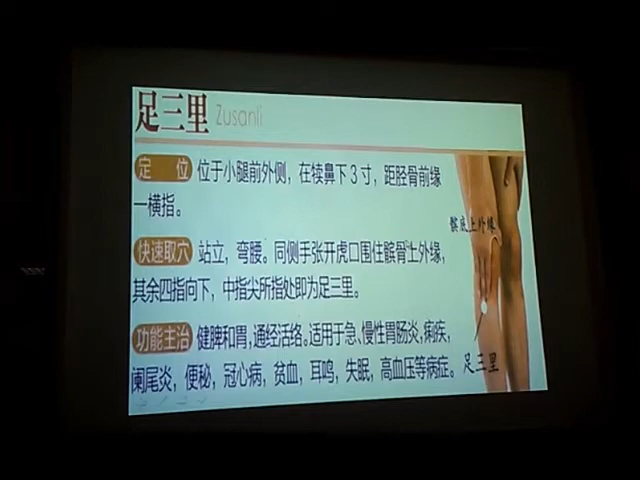 足三里 Zusanli
定 位 位于小腿前外侧，在犊鼻下3寸，距胫骨前缘
一横指。
快速取穴 站立，弯腰。同侧手张开虎口围住髌骨上外缘，
其余四指向下，中指尖所指处即为足三里。
功能主治 健脾和胃，通经活络。适用于急、慢性胃肠炎，痢疾，
阑尾炎，便秘，冠心病，贫血，耳鸣，失眠，高血压等病症。
髌底上外缘
足三里